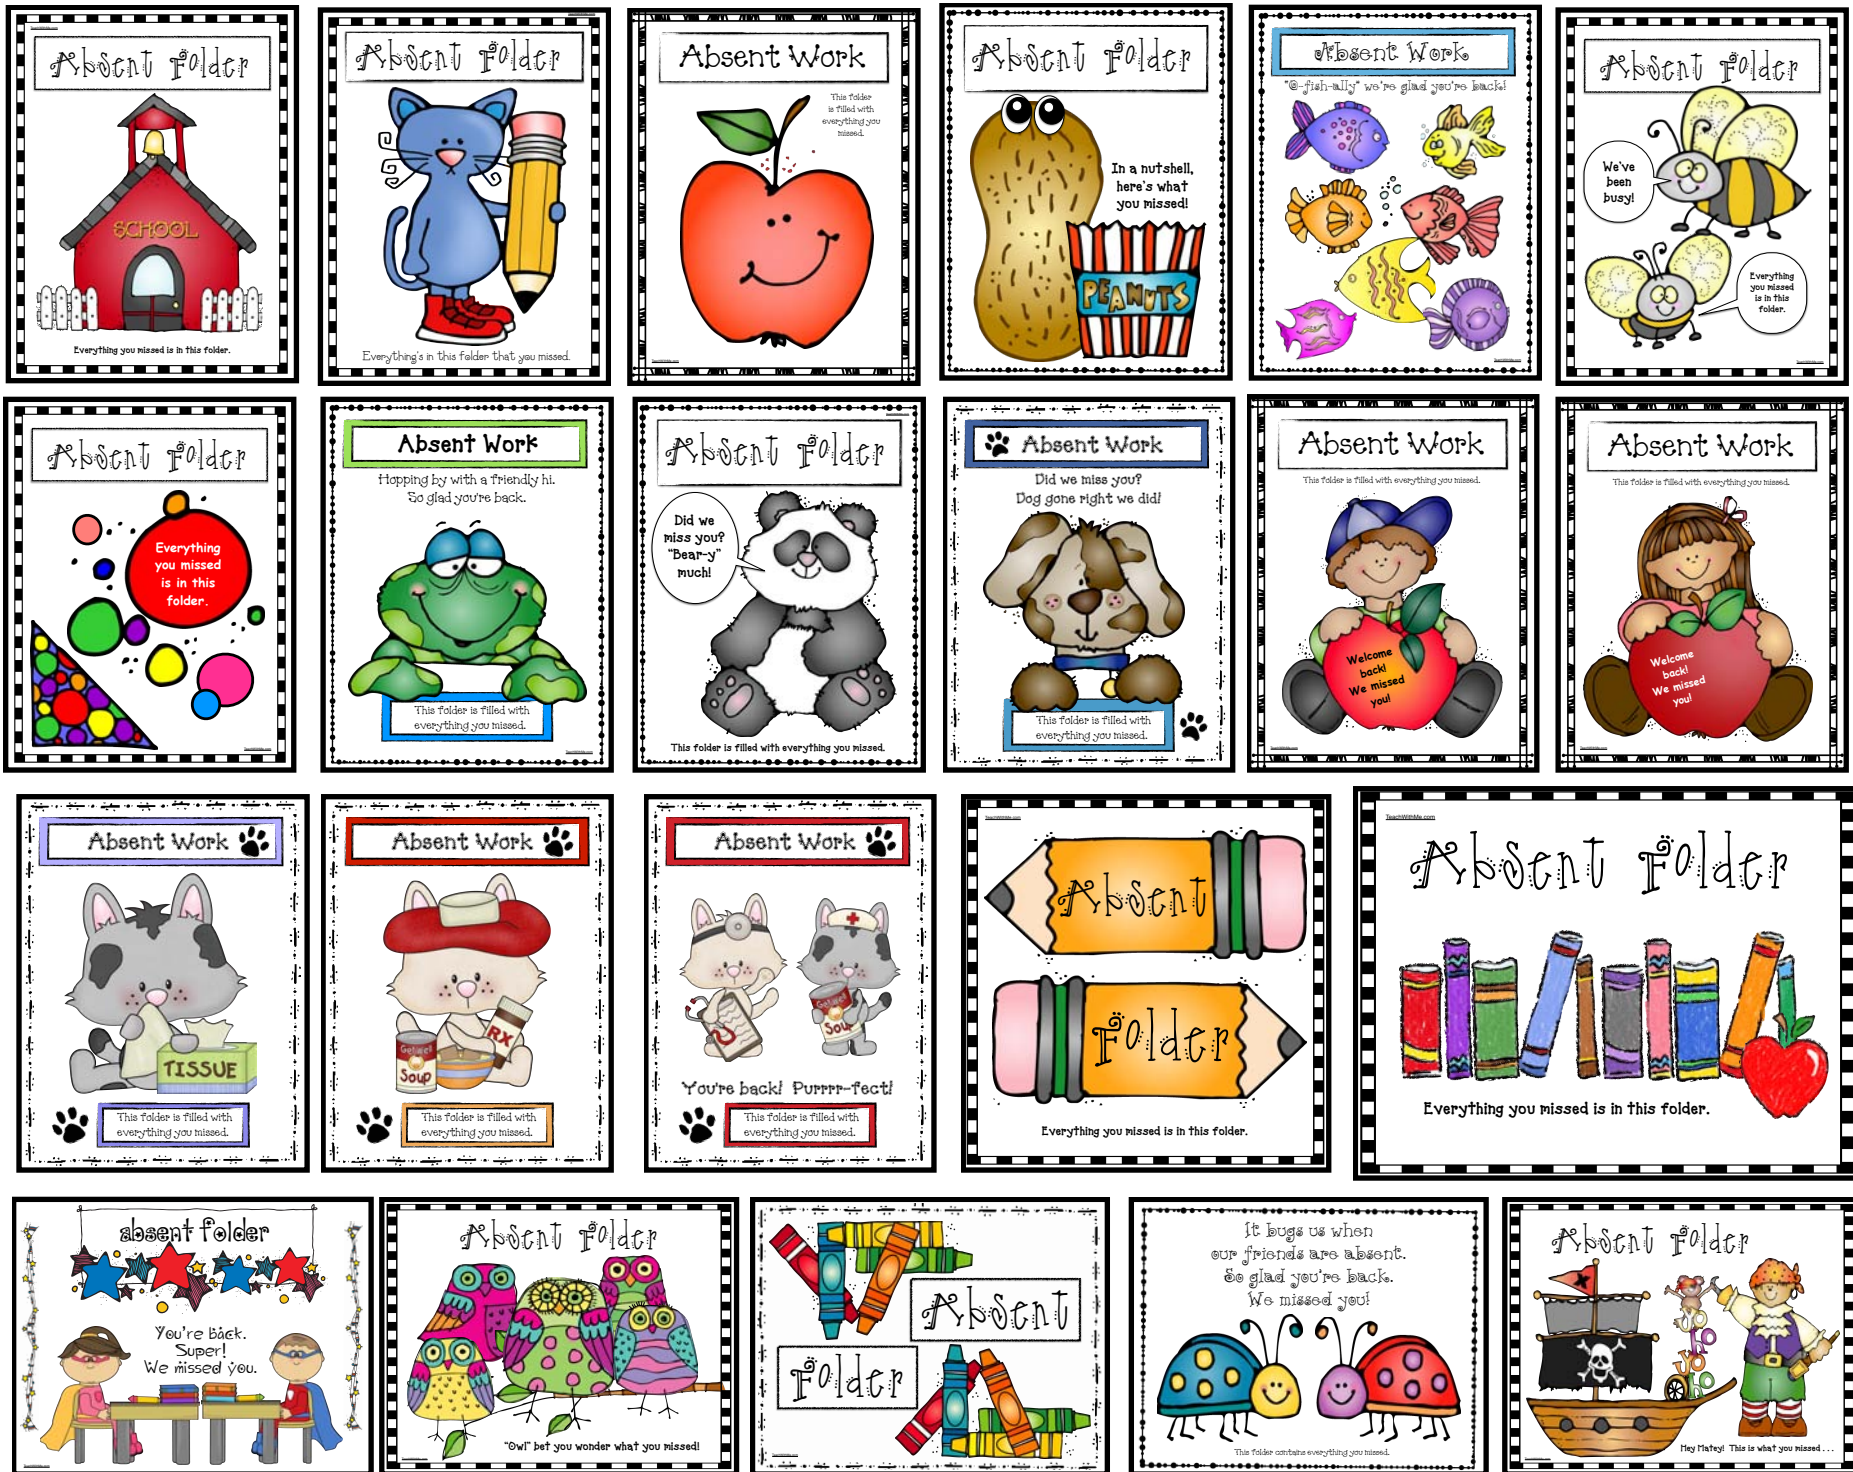 TeachWithMe.com
Absent Folder
SCHOOL
Everything you missed is in this folder.
Absent Folder
Everything's in this folder that you missed.
Absent Work
This folder
is filled with
everything you
missed.
Absent Folder
In a nutshell,
here's what
you missed!
PEANUTS
Absent Work
"O-fish-ally" we're glad you're back!
Absent Folder
We've
been
busy!
Everything
you missed
is in this
folder.
Absent Folder
Everything
you missed
is in this
folder.
Absent Work
Hopping by with a friendly hi.
So glad you're back.
This folder is filled with
everything you missed.
Absent Folder
Did we
miss you?
"Bear-y"
much!
This folder is filled with everything you missed.
Absent Work
Did we miss you?
Dog gone right we did!
This folder is filled with
everything you missed.
Absent Work
This folder is filled with everything you missed.
Welcome
back!
We missed
you!
Absent Work
This folder is filled with everything you missed.
Welcome
back!
We missed
you!
Absent Work
TISSUE
This folder is filled with
everything you missed.
Absent Work
Getwell
Soup
RX
This folder is filled with
everything you missed.
Absent Work
Getwell
Soup
You're back! Purrrr-fect!
This folder is filled with
everything you missed.
TeachWithMe.com
Absent
Folder
Everything you missed is in this folder.
TeachWithMe.com
Absent Folder
Everything you missed is in this folder.
absent folder
You're back.
Super!
We missed you.
Absent Folder
"Owl" bet you wonder what you missed!
Absent
Folder
It bugs us when
our friends are absent.
So glad you're back.
We missed you!
This folder contains everything you missed.
Absent Folder
yo
ho
yo
ho
Hey Matey! This is what you missed . . .